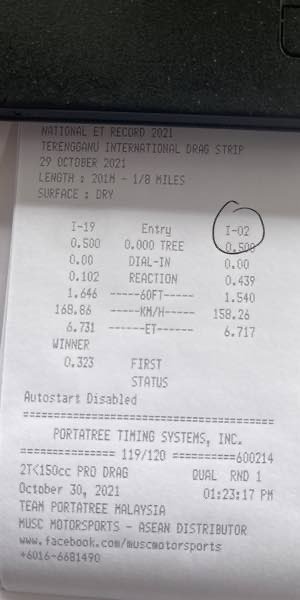 NATIONAL ET RECORD 2021
TERENGGANU INTERNATIONAL DRAG STRIP
29 OCTOBER 2021
LENGTH : 201M - 1/8 MILES
SURFACE : DRY
I-19 Entry I-02
0.500 0.000 TREE 0.500
0.00 DIAL-IN 0.00
0.102 REACTION 0.439
1.646 -----60FT----- 1.540
168.86 -----KM/H----- 158.26
6.731 ------ET------ 6.717
WINNER
0.323 FIRST
STATUS
Autostart Disabled
========================================
PORTATREE TIMING SYSTEMS, INC.
=============== 119/120 ==========600214
2T<150cc PRO DRAG QUAL RND 1
October 30, 2021 01:23:17 PM
TEAM PORTATREE MALAYSIA
MUSC MOTORSPORTS - ASEAN DISTRIBUTOR
www.facebook.com/muscmotorsports
+6016-6681490